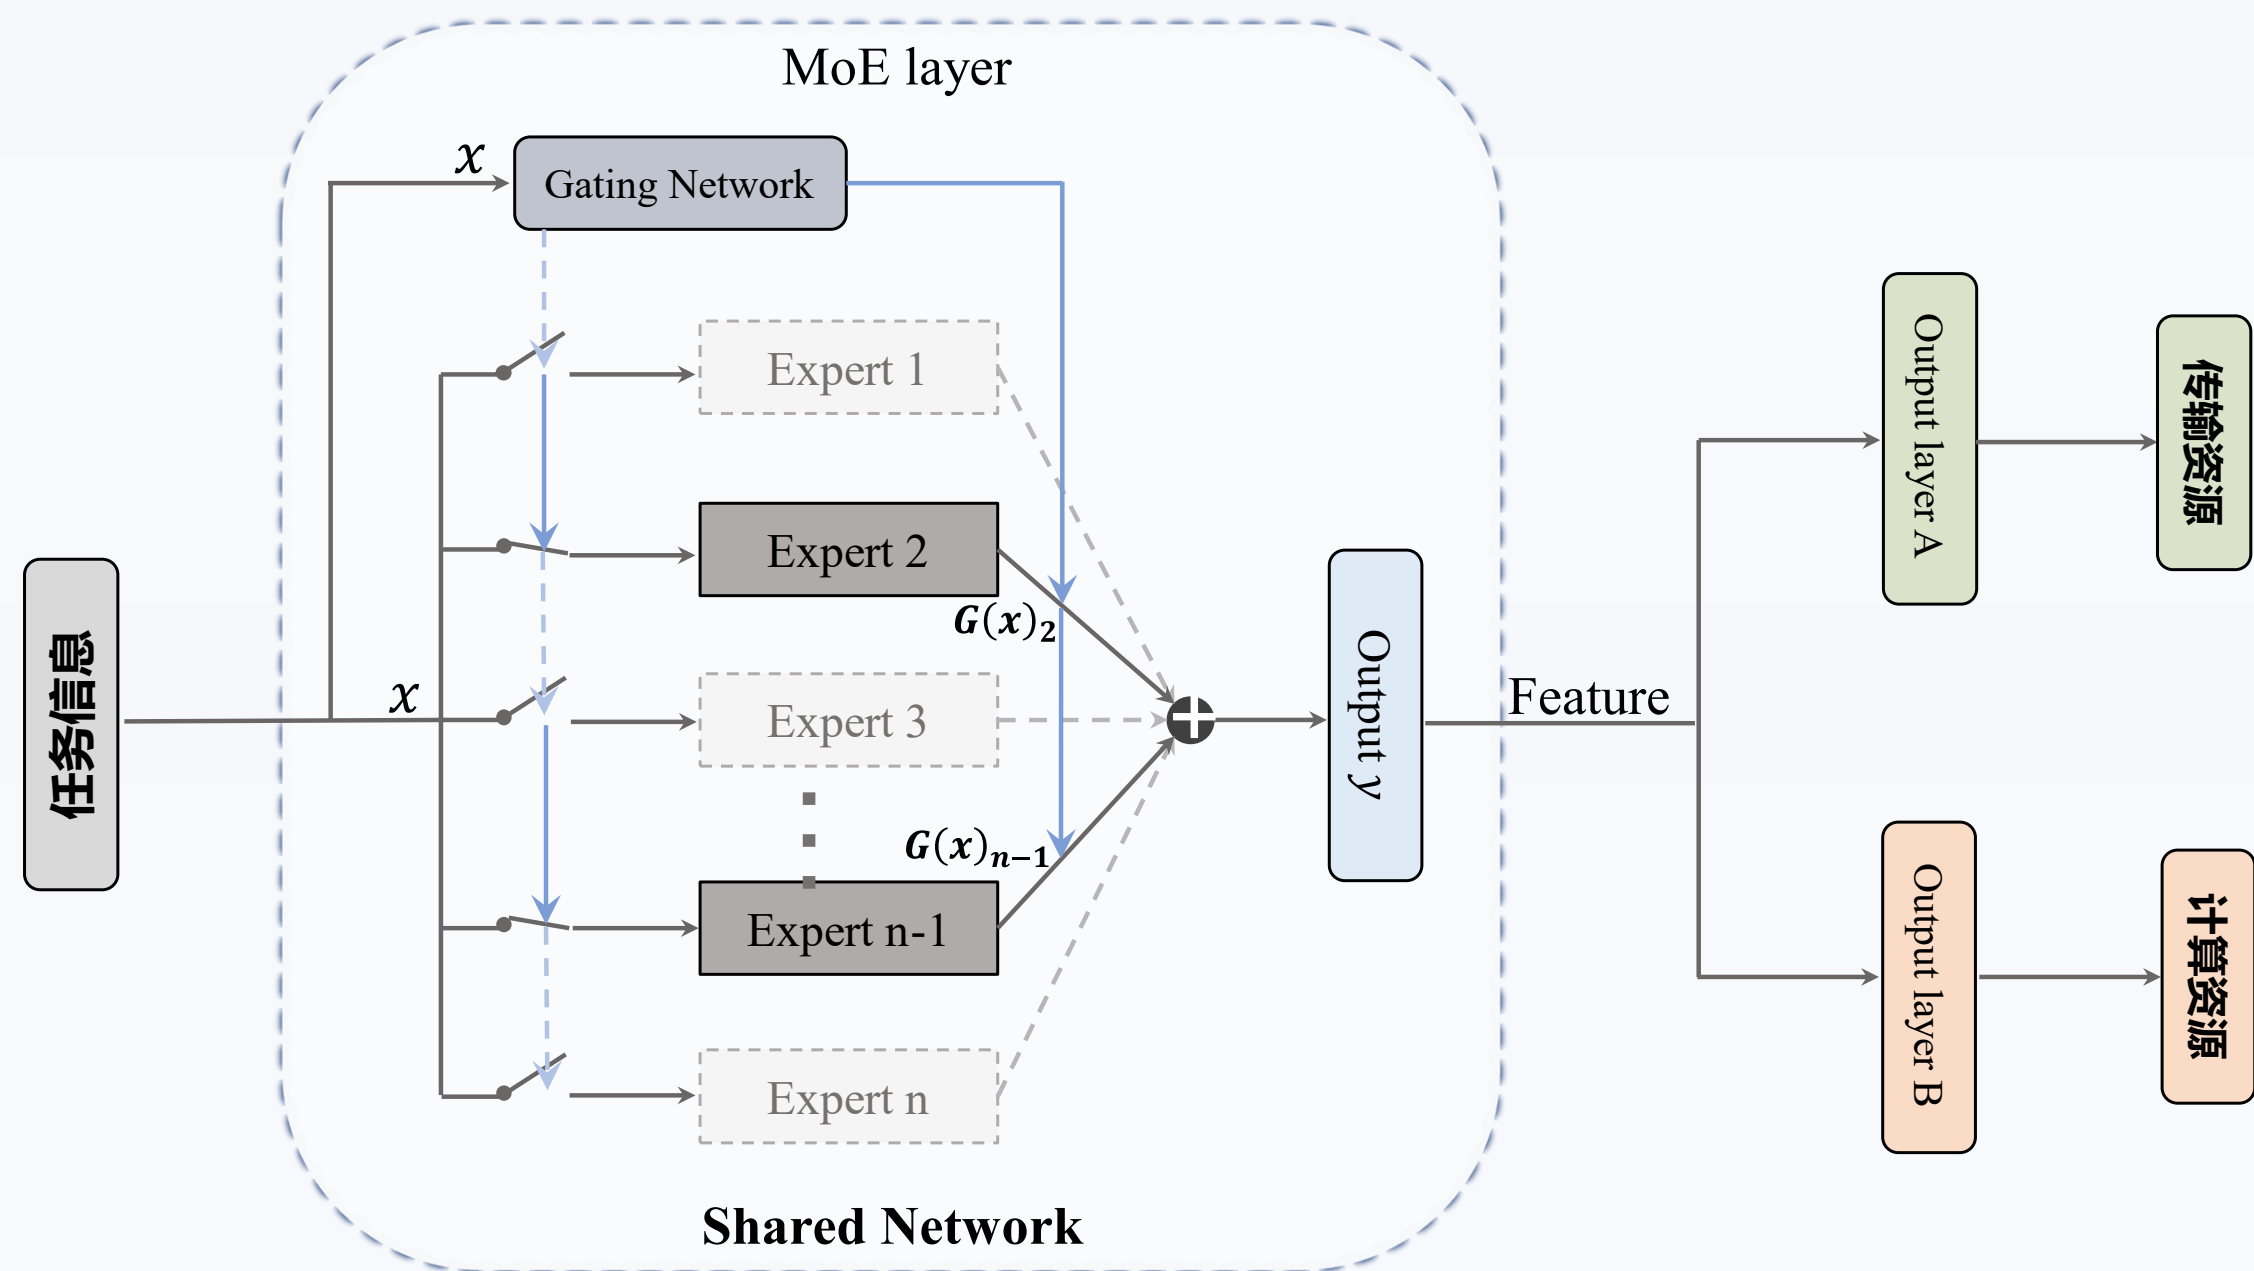 MoE layer
x
Gating Network
Expert 1
Expert 2
G(x)₂
任务信息
x
Expert 3
Output y
Feature
G(x)ₙ₋₁
Expert n-1
Expert n
Shared Network
Output layer A
传输资源
Output layer B
计算资源